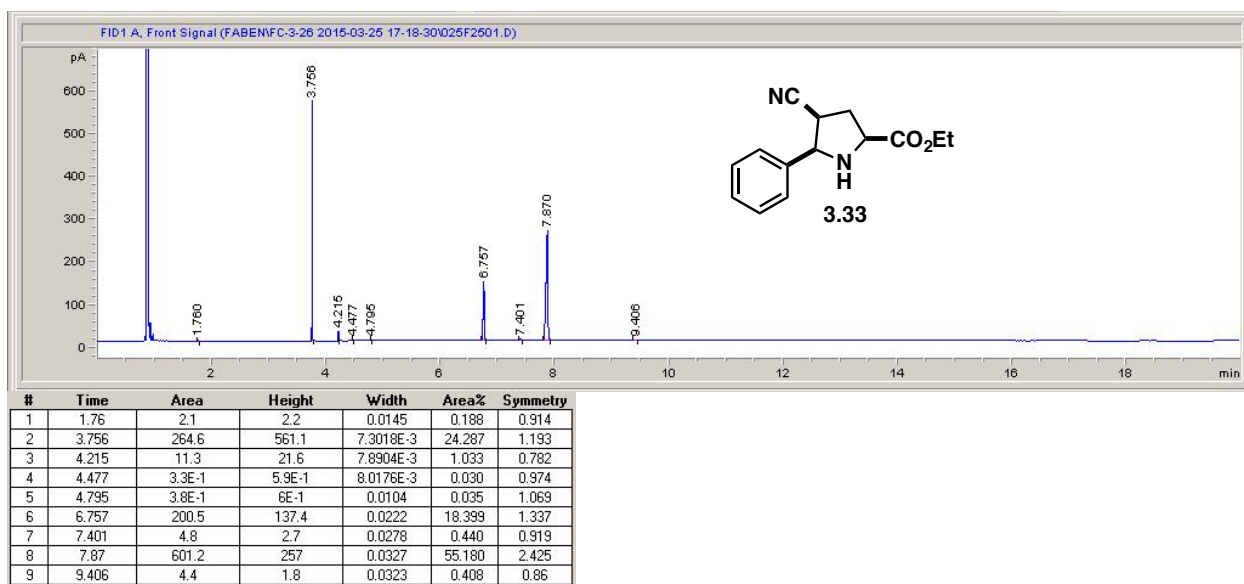 FID1 A, Front Signal (FABEN\FC-3-26 2015-03-25 17-18-30\025F2501.D)
pA
600
500
400
300
200
100
0
1.760
3.756
4.215
4.477
4.795
6.757
7.401
7.870
9.406
NC
CO2Et
N
H
3.33
2 4 6 8 10 12 14 16 18 min
# Time Area Height Width Area% Symmetry
1 1.76 2.1 2.2 0.0145 0.188 0.914
2 3.756 264.6 561.1 7.3018E-3 24.287 1.193
3 4.215 11.3 21.6 7.8904E-3 1.033 0.782
4 4.477 3.3E-1 5.9E-1 8.0176E-3 0.030 0.974
5 4.795 3.8E-1 6E-1 0.0104 0.035 1.069
6 6.757 200.5 137.4 0.0222 18.399 1.337
7 7.401 4.8 2.7 0.0278 0.440 0.919
8 7.87 601.2 257 0.0327 55.180 2.425
9 9.406 4.4 1.8 0.0323 0.408 0.86